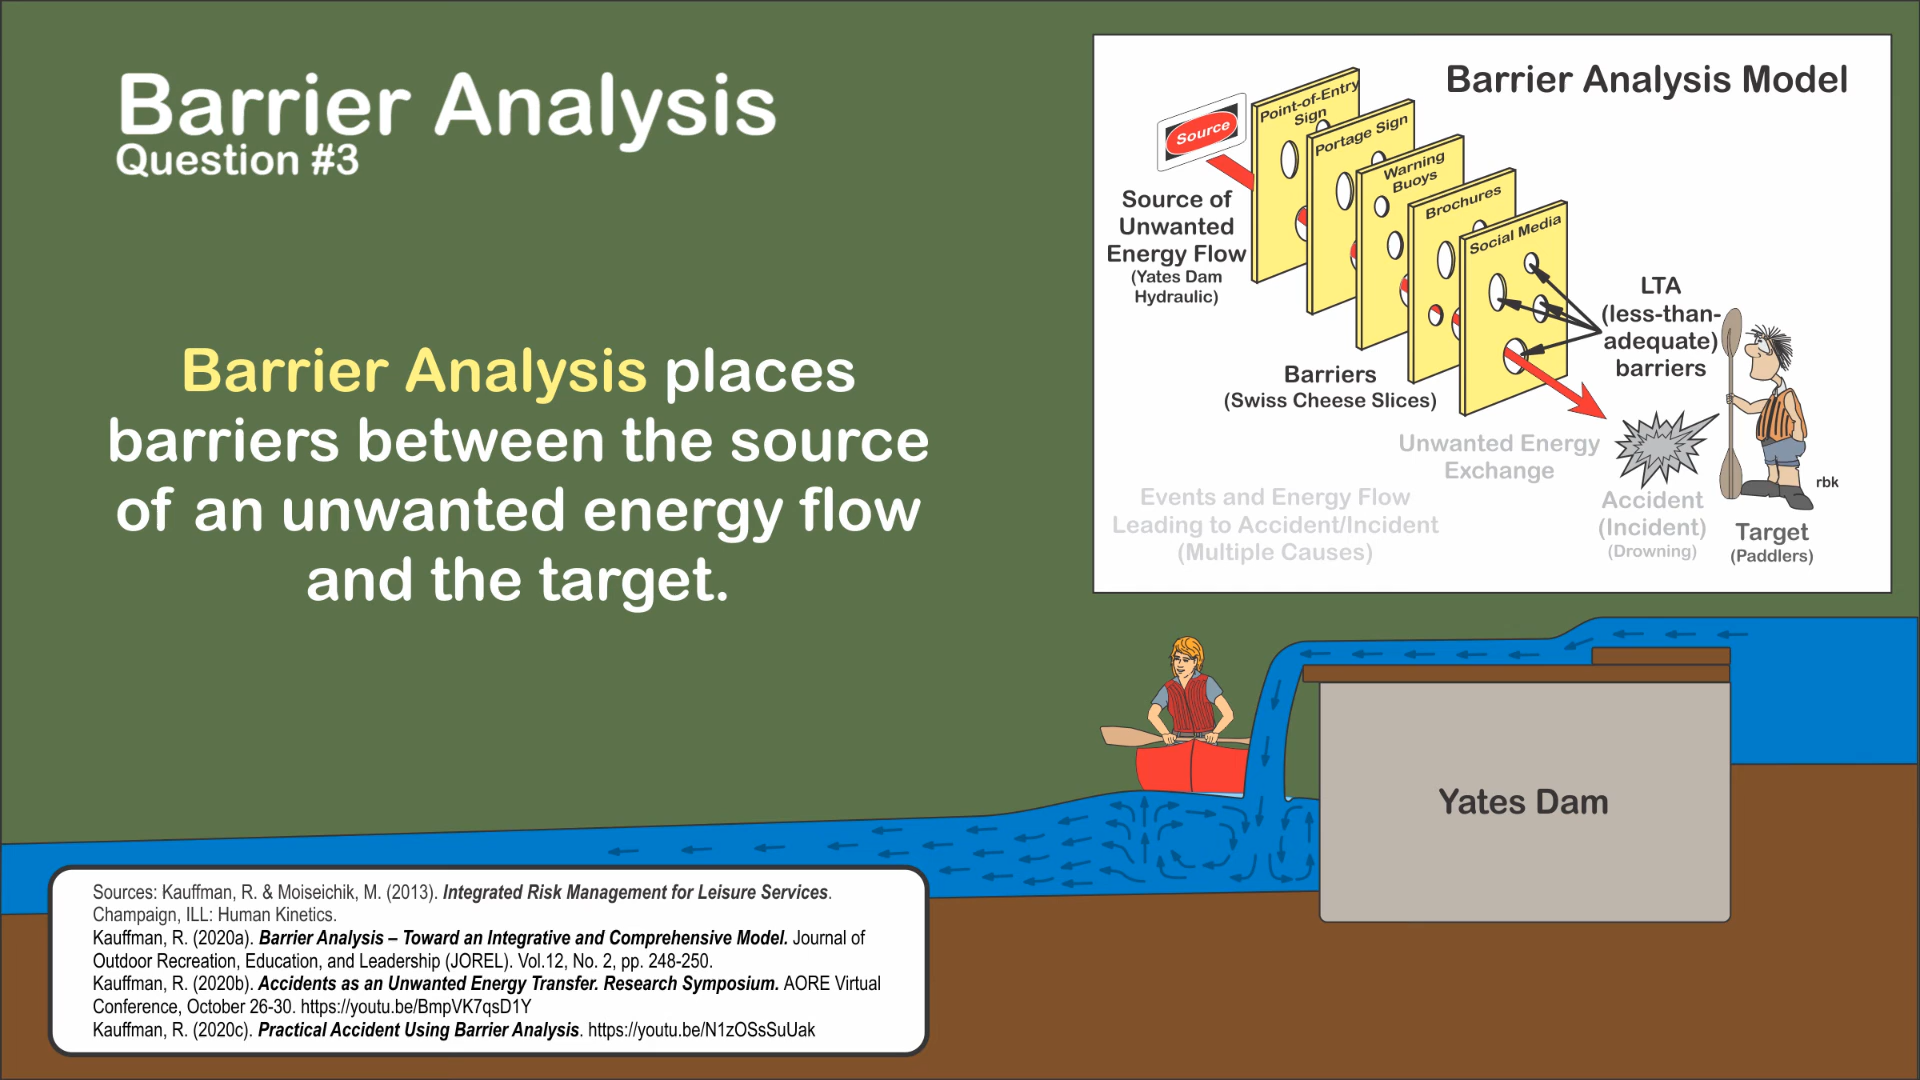 Barrier Analysis
Question #3
Barrier Analysis places
barriers between the source
of an unwanted energy flow
and the target.
Barrier Analysis Model
Source
Point-of-Entry
Sign
Portage Sign
Warning
Buoys
Brochures
Social Media
Source of
Unwanted
Energy Flow
(Yates Dam
Hydraulic)
LTA
(less-than-
adequate)
barriers
Barriers
(Swiss Cheese Slices)
Unwanted Energy
Exchange
Events and Energy Flow
Leading to Accident/Incident
(Multiple Causes)
Accident
(Incident)
(Drowning)
rbk
Target
(Paddlers)
Yates Dam
Sources: Kauffman, R. & Moiseichik, M. (2013). Integrated Risk Management for Leisure Services.
Champaign, ILL: Human Kinetics.
Kauffman, R. (2020a). Barrier Analysis – Toward an Integrative and Comprehensive Model. Journal of
Outdoor Recreation, Education, and Leadership (JOREL). Vol.12, No. 2, pp. 248-250.
Kauffman, R. (2020b). Accidents as an Unwanted Energy Transfer. Research Symposium. AORE Virtual
Conference, October 26-30. https://youtu.be/BmpVK7qsD1Y
Kauffman, R. (2020c). Practical Accident Using Barrier Analysis. https://youtu.be/N1zOSsSuUak